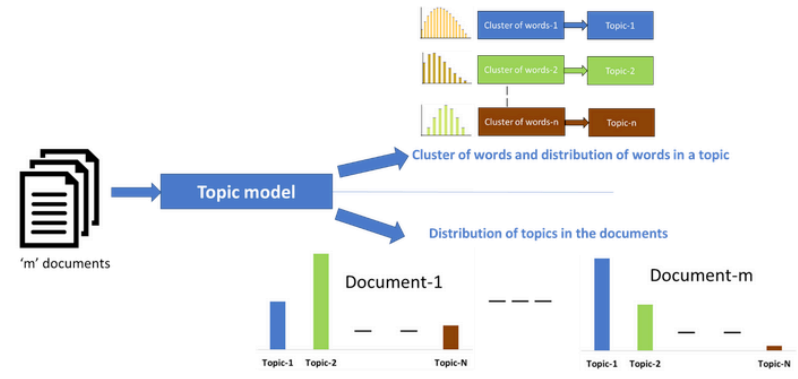 Cluster of words-1
Topic-1
Cluster of words-2
Topic-2
Cluster of words-n
Topic-n
Cluster of words and distribution of words in a topic
Topic model
'm' documents
Distribution of topics in the documents
Document-1
Document-m
Topic-1 Topic-2 Topic-N
Topic-1 Topic-2 Topic-N